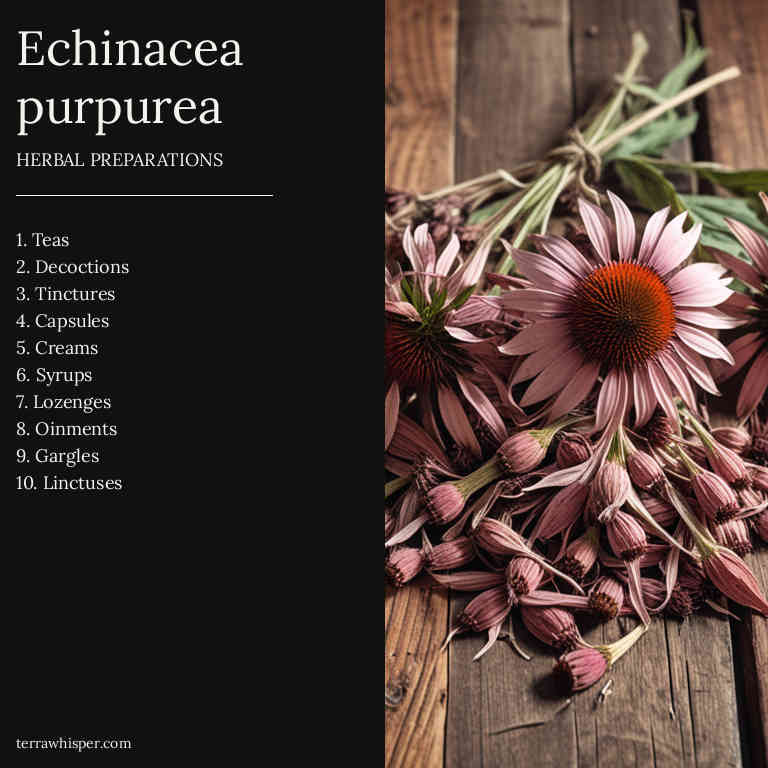 Echinacea
purpurea
HERBAL PREPARATIONS
1. Teas
2. Decoctions
3. Tinctures
4. Capsules
5. Creams
6. Syrups
7. Lozenges
8. Oinments
9. Gargles
10. Linctuses
terrawhisper.com